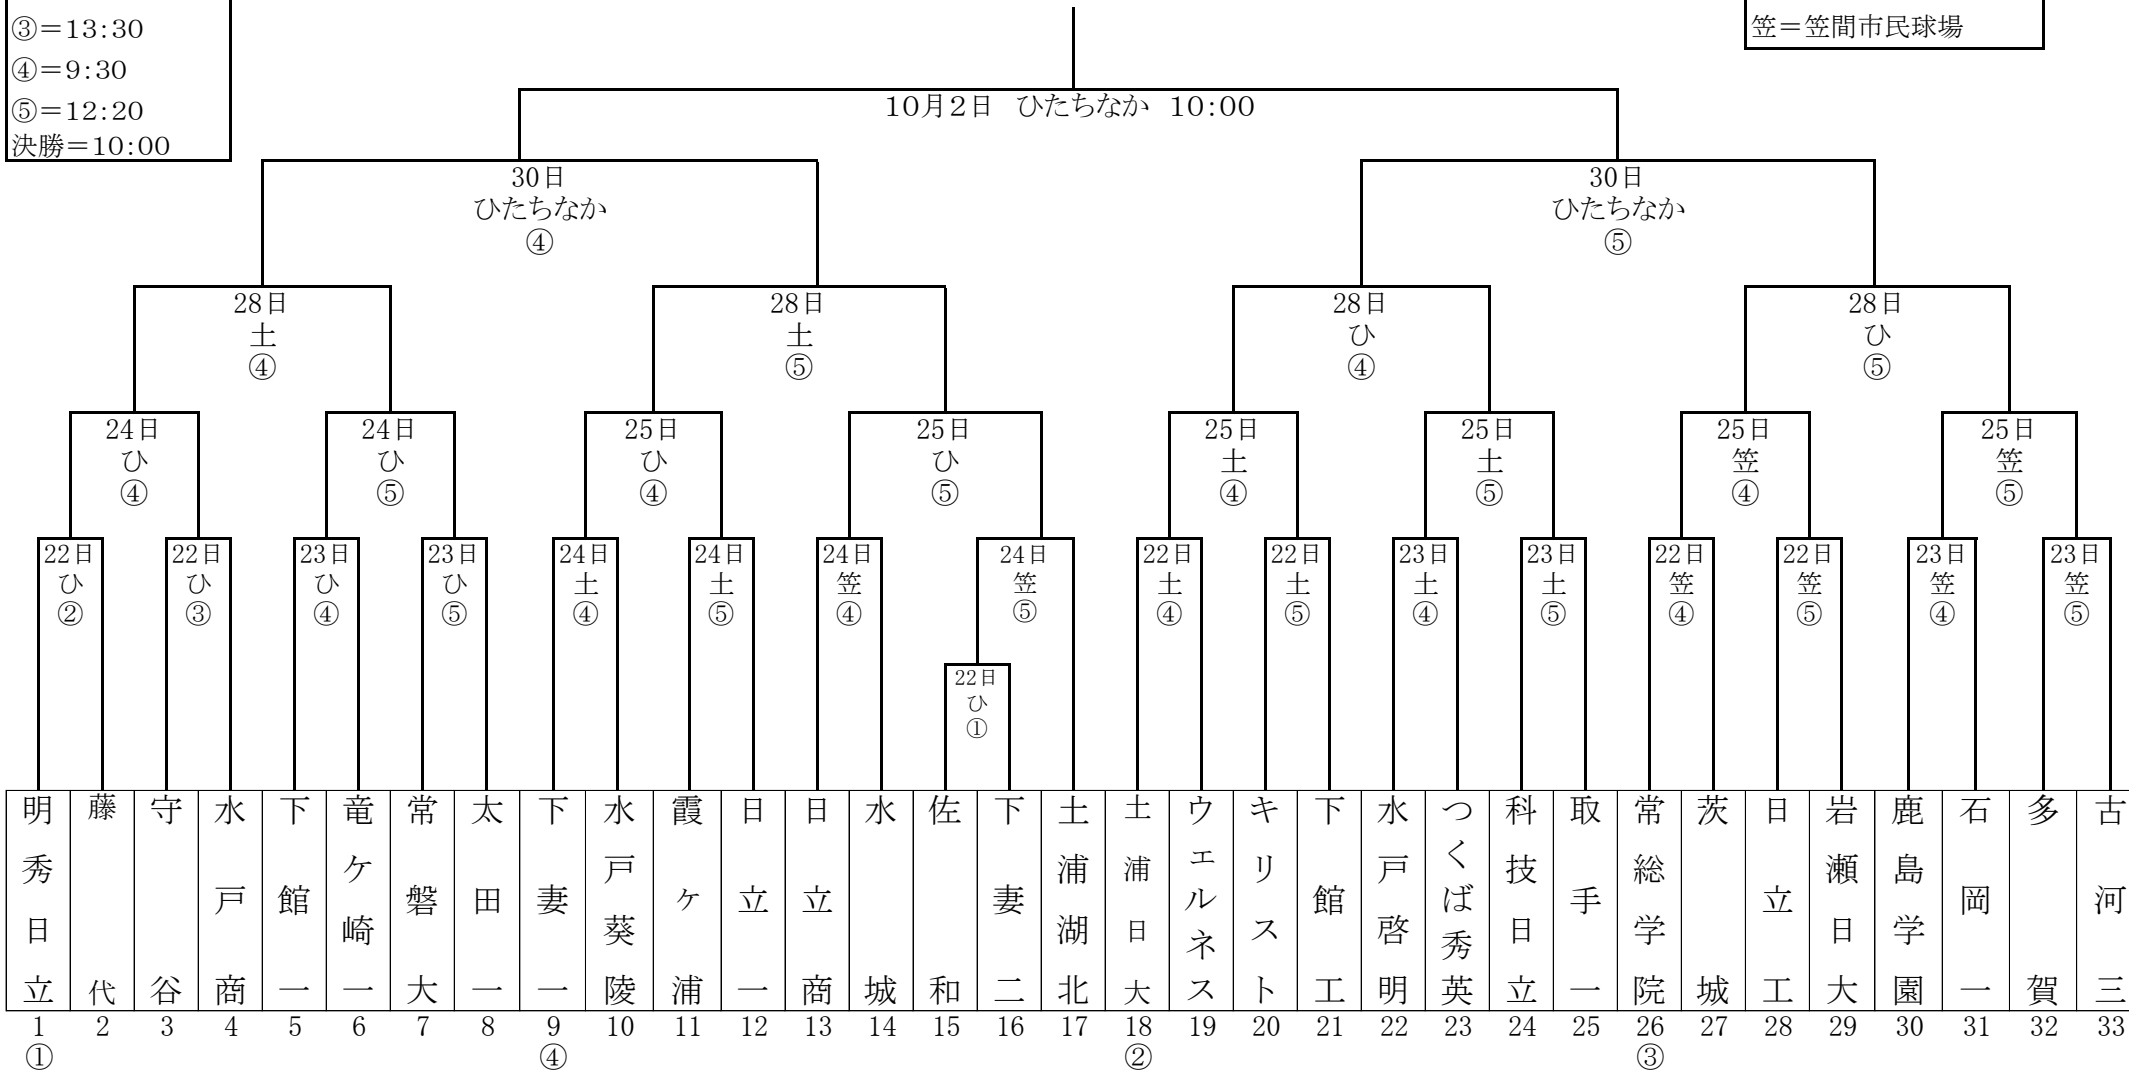 ③＝13:30
④＝9:30
⑤＝12:20
決勝＝10:00
笠＝笠間市民球場
10月2日　ひたちなか　10:00
30日
ひたちなか
④
30日
ひたちなか
⑤
28日
土
④
28日
土
⑤
28日
ひ
④
28日
ひ
⑤
24日
ひ
④
24日
ひ
⑤
25日
ひ
④
25日
ひ
⑤
25日
土
④
25日
土
⑤
25日
笠
④
25日
笠
⑤
22日
ひ
②
22日
ひ
③
23日
ひ
④
23日
ひ
⑤
24日
土
④
24日
土
⑤
24日
笠
④
24日
笠
⑤
22日
土
④
22日
土
⑤
23日
土
④
23日
土
⑤
22日
笠
④
22日
笠
⑤
23日
笠
④
23日
笠
⑤
22日
ひ
①
明秀日立
藤代
守谷
水戸商
下館一
竜ケ崎一
常磐大
太田一
下妻一
水戸葵陵
霞ヶ浦
日立一
日立商
水城
佐和
下妻二
土浦湖北
土浦日大
ウェルネス
キリスト
下館工
水戸啓明
つくば秀英
科技日立
取手一
常総学院
茨城
日立工
岩瀬日大
鹿島学園
石岡一
多賀
古河三
1 2 3 4 5 6 7 8 9 10 11 12 13 14 15 16 17 18 19 20 21 22 23 24 25 26 27 28 29 30 31 32 33
① ④ ② ③